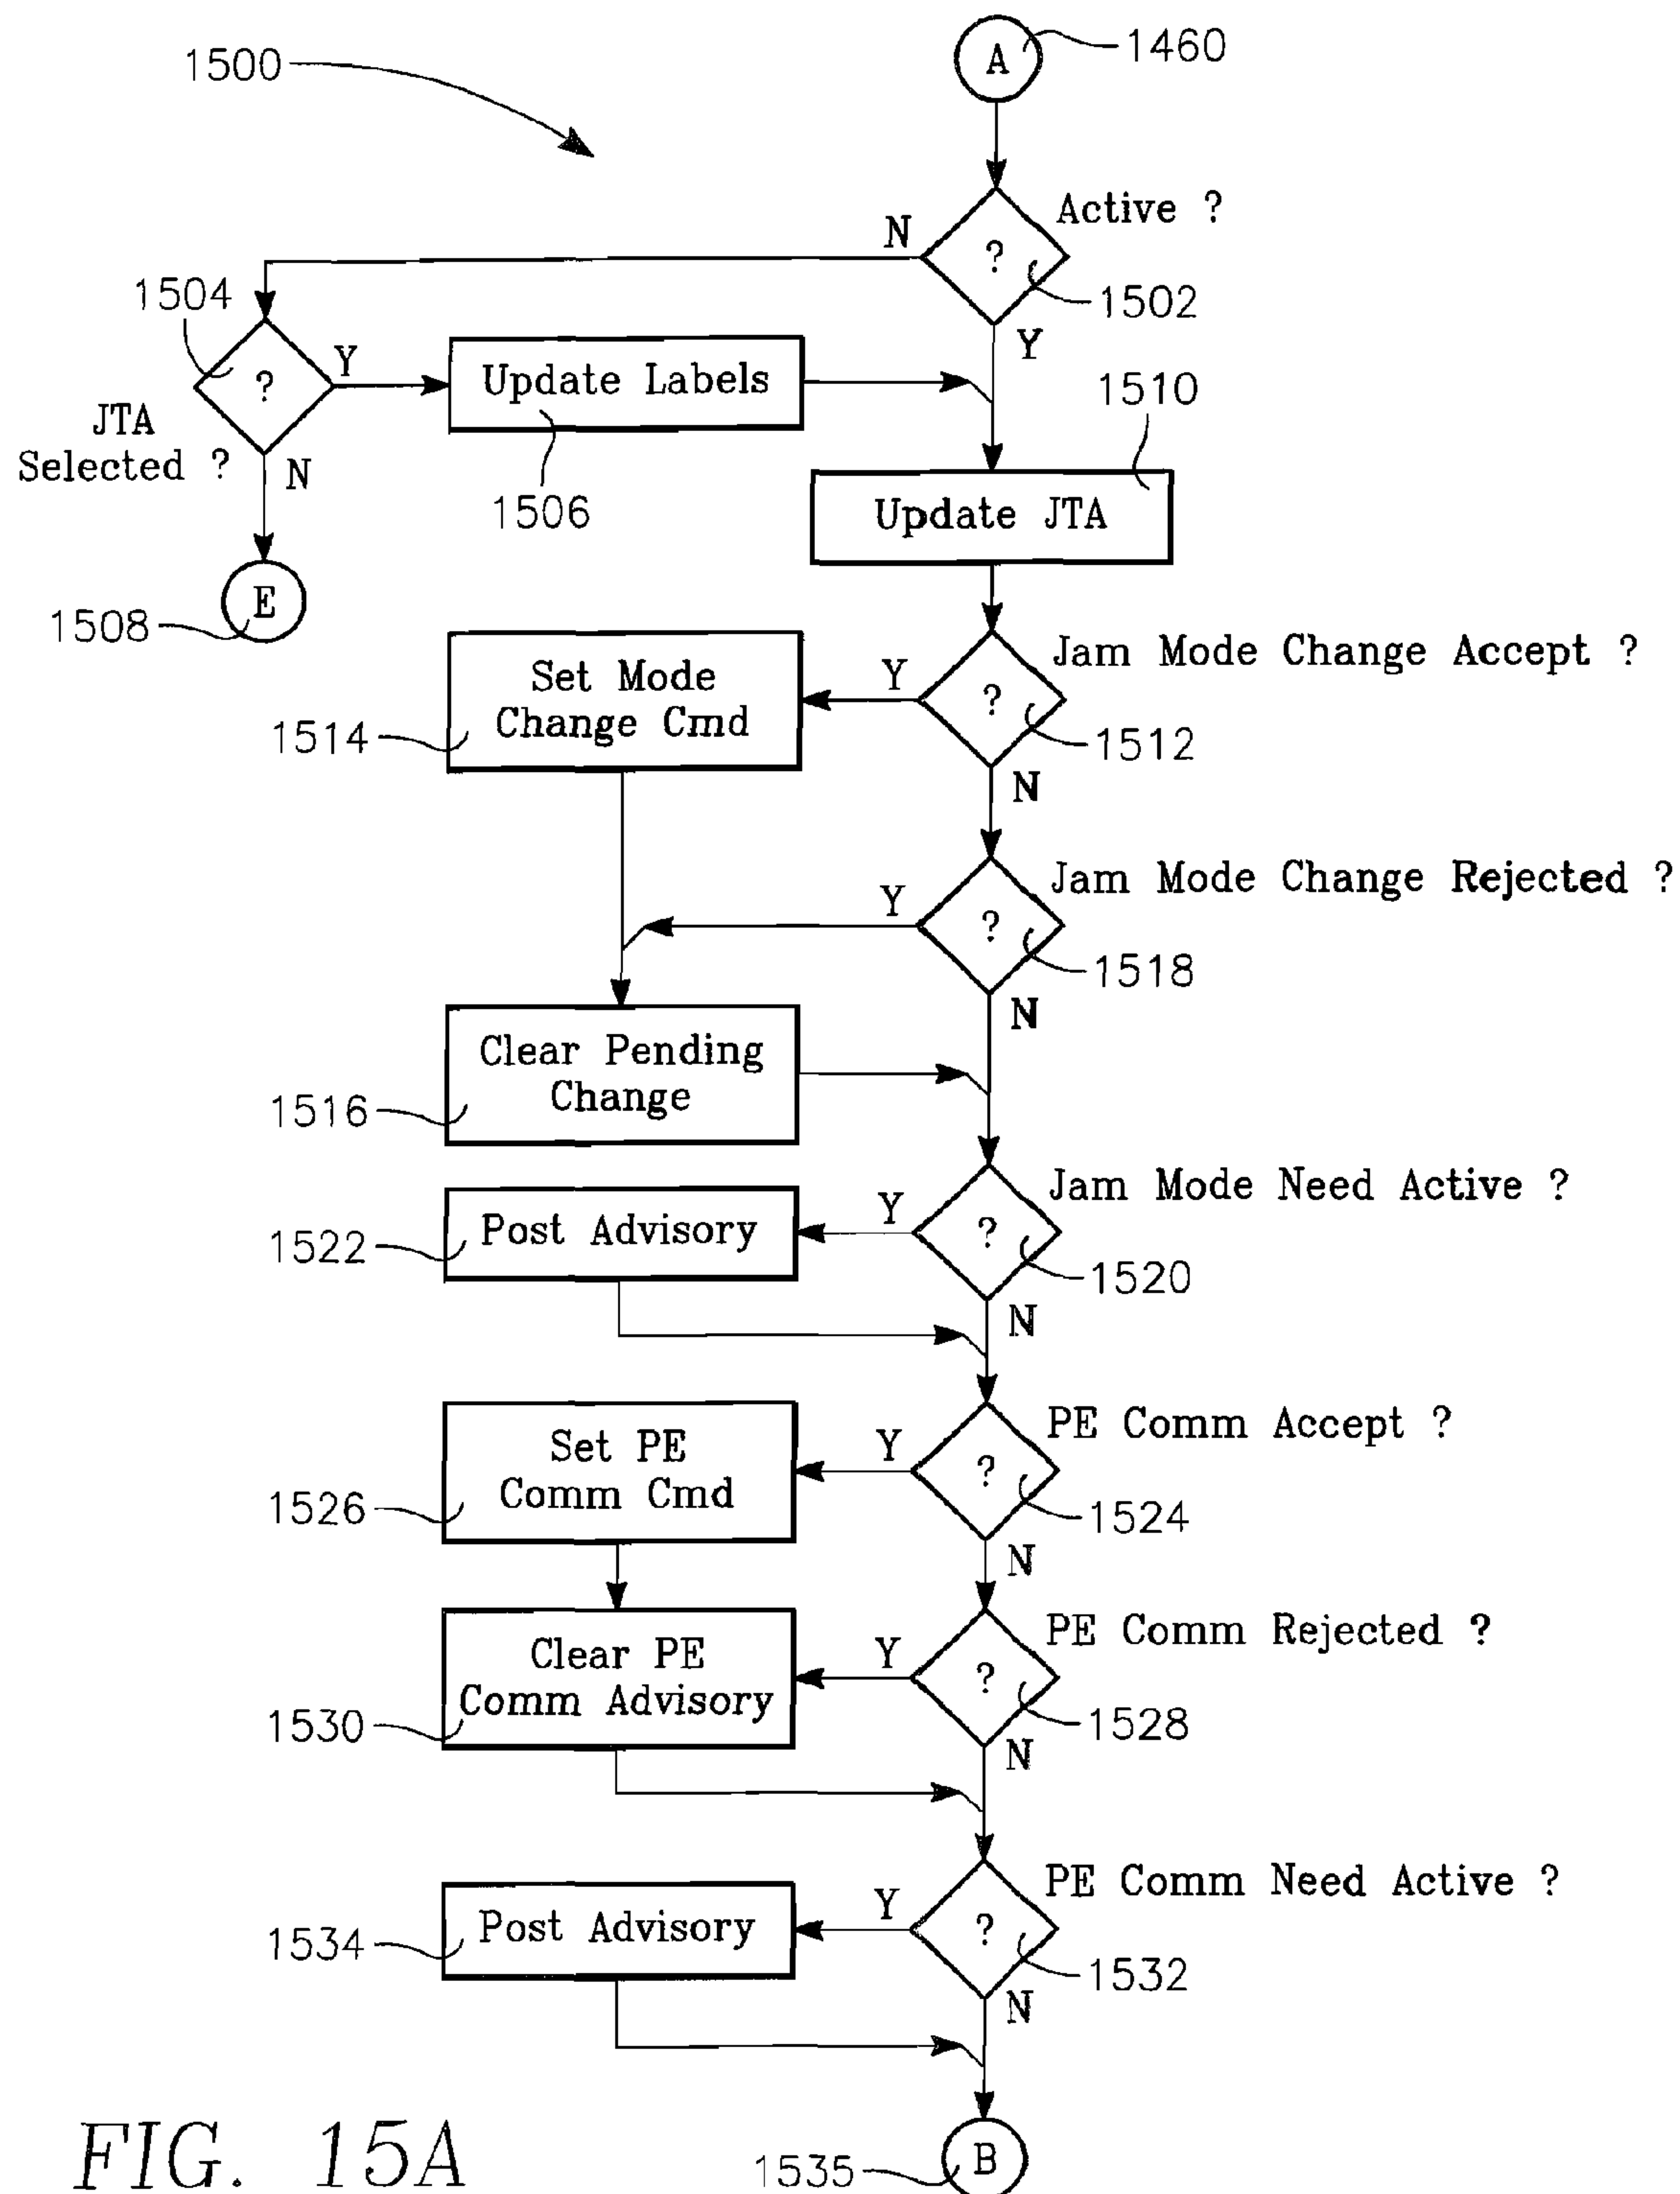 1500
A
1460
Active ?
N
?
1502
Y
1504
?
Y
JTA
Selected ?
N
Update Labels
1506
1510
Update JTA
E
1508
Jam Mode Change Accept ?
Set Mode
Change Cmd
1514
Y
?
1512
N
Jam Mode Change Rejected ?
Y
?
1518
N
Clear Pending
Change
1516
Jam Mode Need Active ?
Post Advisory
1522
Y
?
1520
N
PE Comm Accept ?
Set PE
Comm Cmd
1526
Y
?
1524
N
PE Comm Rejected ?
Clear PE
Comm Advisory
1530
Y
?
1528
N
PE Comm Need Active ?
Post Advisory
1534
Y
?
1532
N
FIG. 15A
1535
B